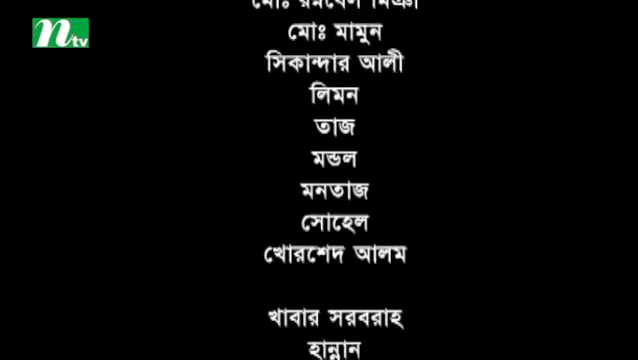 ntv
মোঃ
মোঃ মামুন
সিকান্দার আলী
লিমন
তাজ
মন্ডল
মনতাজ
সোহেল
খোরশেদ আলম
খাবার সরবরাহ
হান্নান